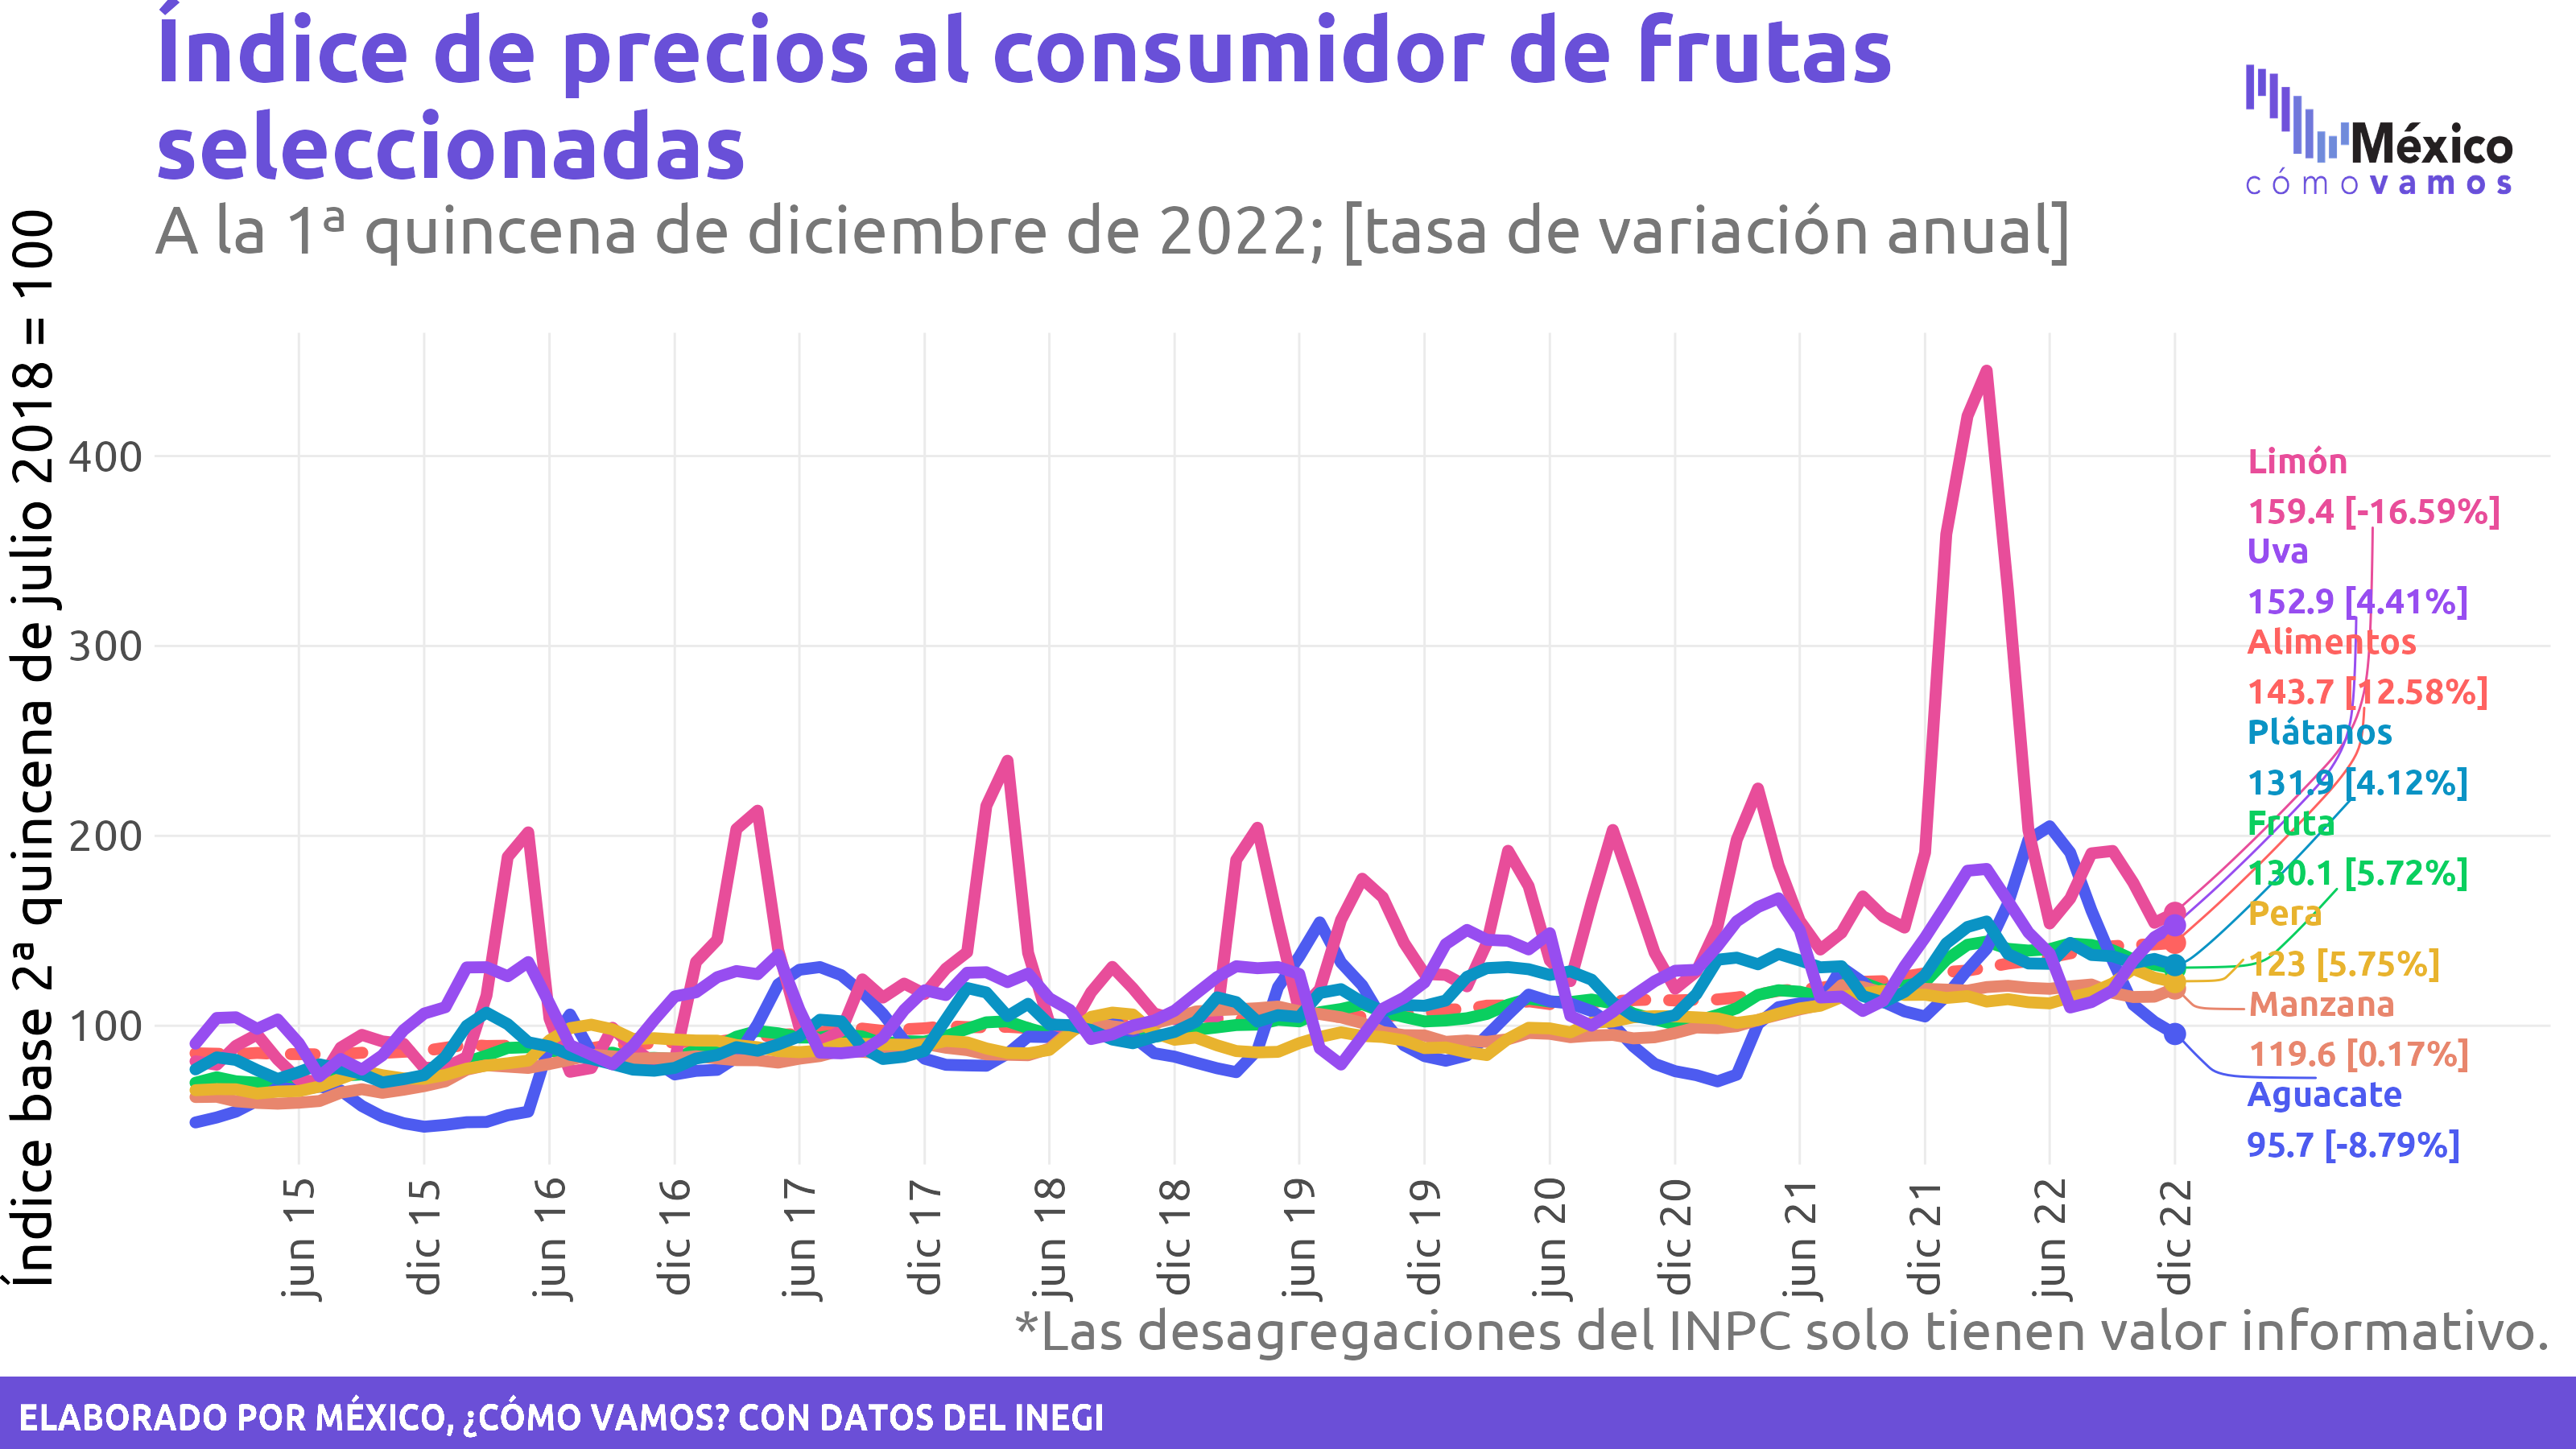 Índice de precios al consumidor de frutas
seleccionadas
A la 1ª quincena de diciembre de 2022; [tasa de variación anual]
México
cómovamos
Índice base 2ª quincena de julio 2018 = 100
400
300
200
100
Limón
159.4 [-16.59%]
Uva
152.9 [4.41%]
Alimentos
143.7 [12.58%]
Plátanos
131.9 [4.12%]
Fruta
130.1 [5.72%]
Pera
123 [5.75%]
Manzana
119.6 [0.17%]
Aguacate
95.7 [-8.79%]
jun 15
dic 15
jun 16
dic 16
jun 17
dic 17
jun 18
dic 18
jun 19
dic 19
jun 20
dic 20
jun 21
dic 21
jun 22
dic 22
*Las desagregaciones del INPC solo tienen valor informativo.
ELABORADO POR MÉXICO, ¿CÓMO VAMOS? CON DATOS DEL INEGI